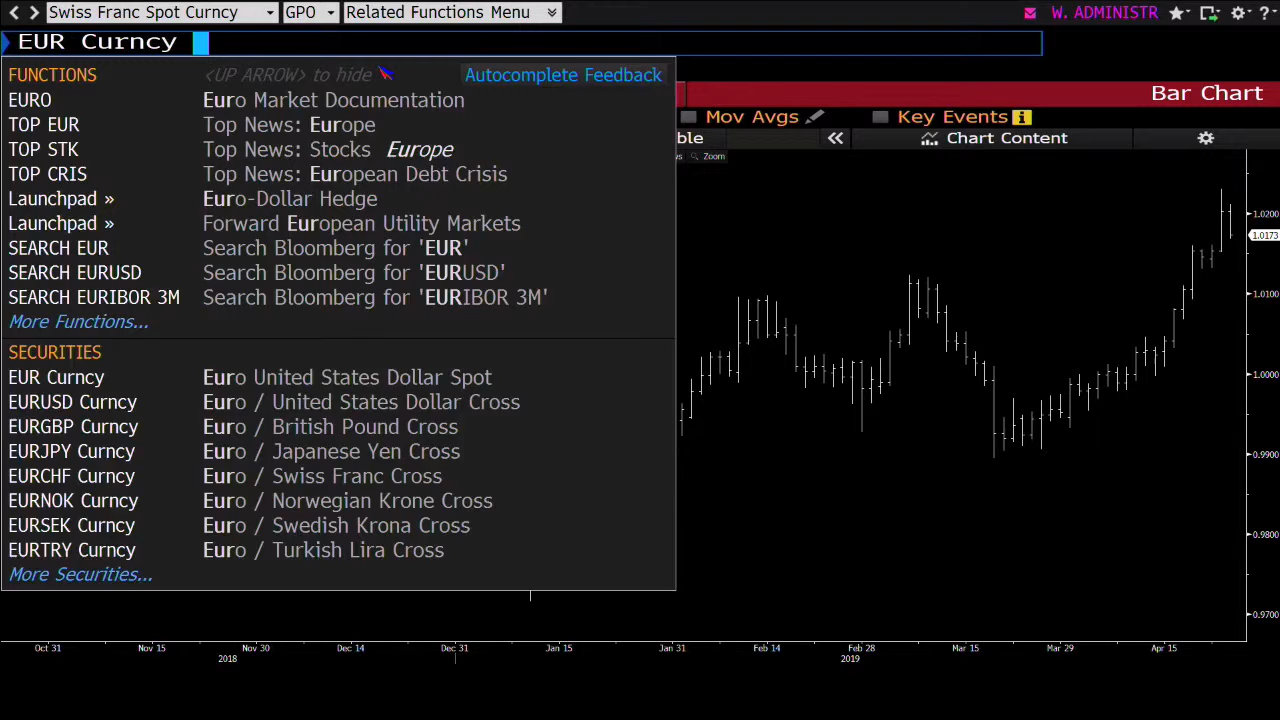 Swiss Franc Spot Curncy GPO Related Functions Menu W. ADMINISTR ?
EUR Curncy
FUNCTIONS <UP ARROW> to hide Autocomplete Feedback
EURO Euro Market Documentation
TOP EUR Top News: Europe
TOP STK Top News: Stocks Europe
TOP CRIS Top News: European Debt Crisis
Launchpad » Euro-Dollar Hedge
Launchpad » Forward European Utility Markets
SEARCH EUR Search Bloomberg for 'EUR'
SEARCH EURUSD Search Bloomberg for 'EURUSD'
SEARCH EURIBOR 3M Search Bloomberg for 'EURIBOR 3M'
More Functions...
SECURITIES
EUR Curncy Euro United States Dollar Spot
EURUSD Curncy Euro / United States Dollar Cross
EURGBP Curncy Euro / British Pound Cross
EURJPY Curncy Euro / Japanese Yen Cross
EURCHF Curncy Euro / Swiss Franc Cross
EURNOK Curncy Euro / Norwegian Krone Cross
EURSEK Curncy Euro / Swedish Krona Cross
EURTRY Curncy Euro / Turkish Lira Cross
More Securities...
Bar Chart
Mov Avgs Key Events i
« Chart Content
Zoom
1.0200
1.0173
1.0100
1.0000
0.9900
0.9800
0.9700
Oct 31 Nov 15 Nov 30 Dec 14 Dec 31 Jan 15 Jan 31 Feb 14 Feb 28 Mar 15 Mar 29 Apr 15
2018 2019